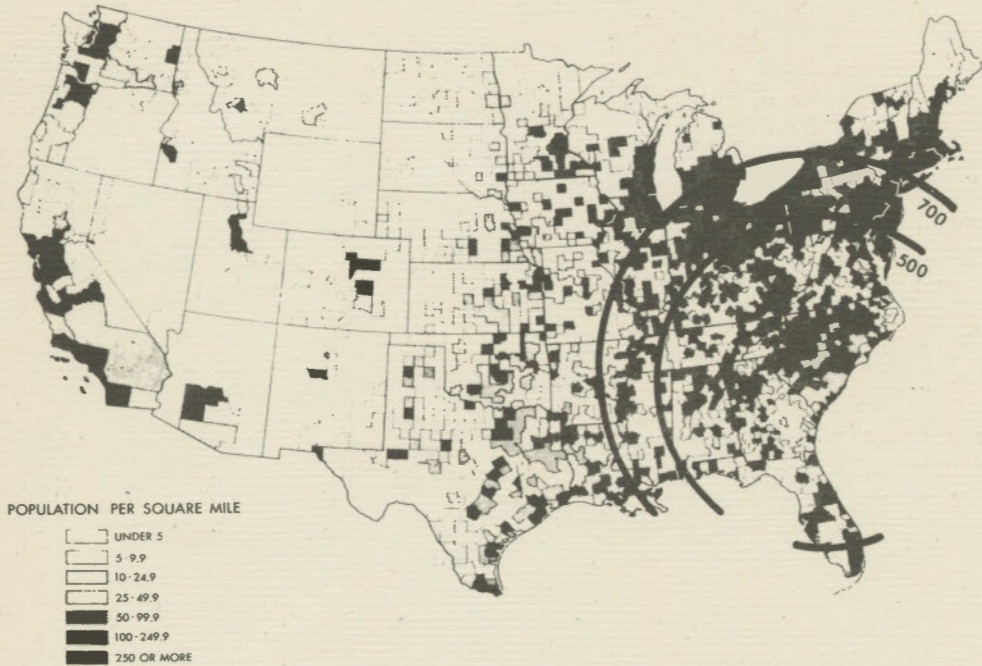 700
500
POPULATION PER SQUARE MILE
UNDER 5
5-9.9
10-24.9
25-49.9
50-99.9
100-249.9
250 OR MORE